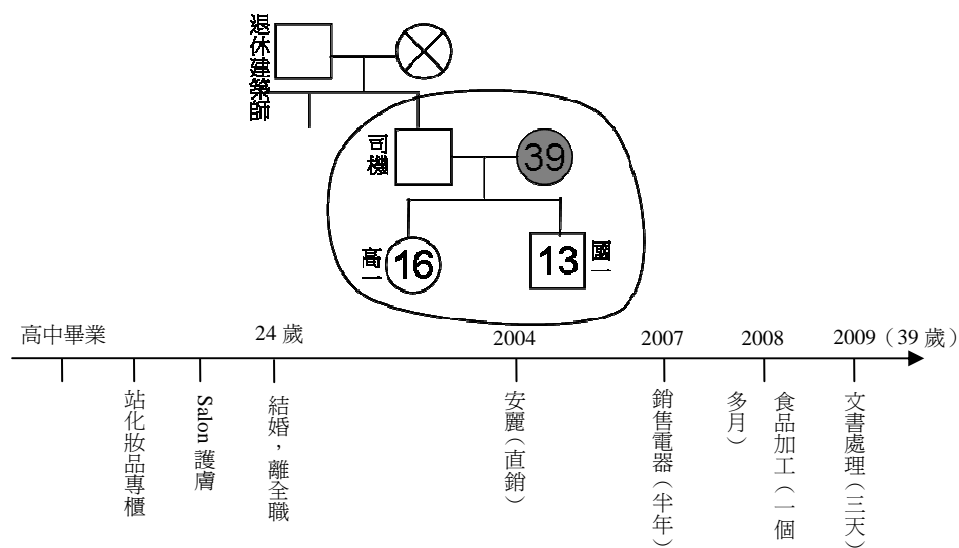 退休建築師
司機
39
高一
16
13
國一
高中畢業
24 歲
2004
2007
2008
2009（39 歲）
站化妝品專櫃
Salon 護膚
結婚，離全職
安麗（直銷）
銷售電器（半年）
食品加工（一個
多月）
文書處理（三天）